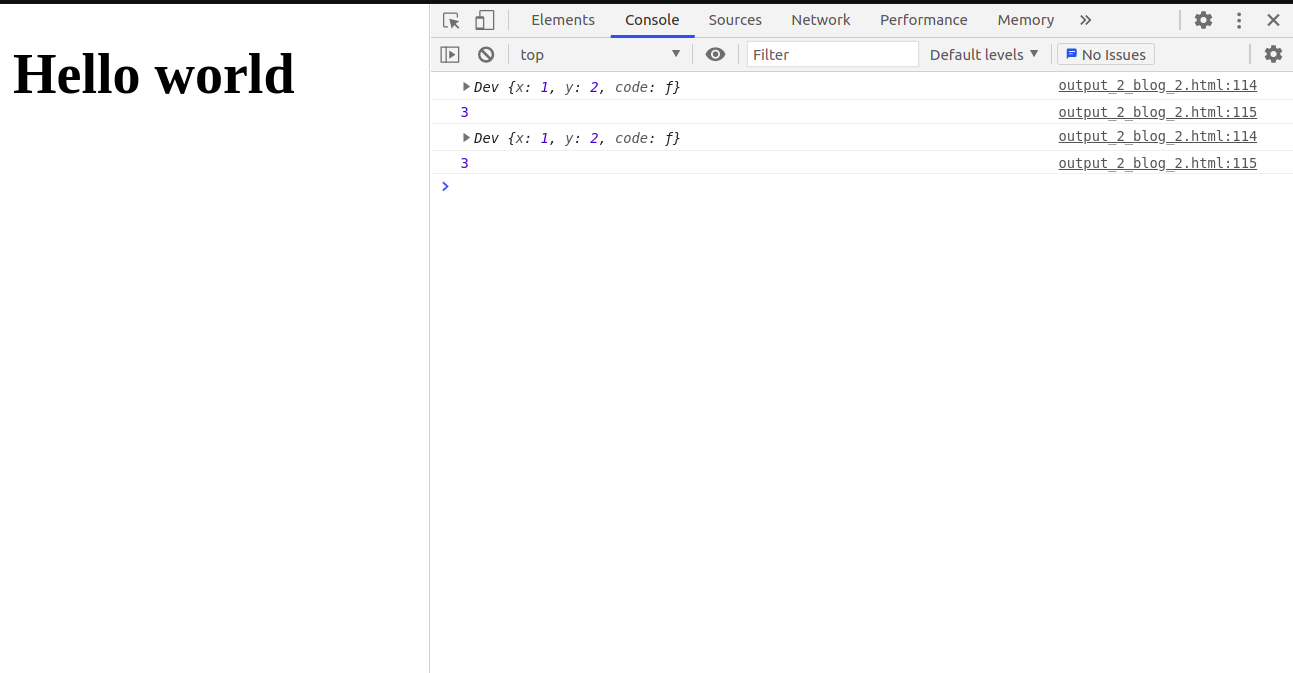 Hello world
Elements Console Sources Network Performance Memory
top Filter Default levels No Issues
Dev {x: 1, y: 2, code: ƒ} output_2_blog_2.html:114
3 output_2_blog_2.html:115
Dev {x: 1, y: 2, code: ƒ} output_2_blog_2.html:114
3 output_2_blog_2.html:115